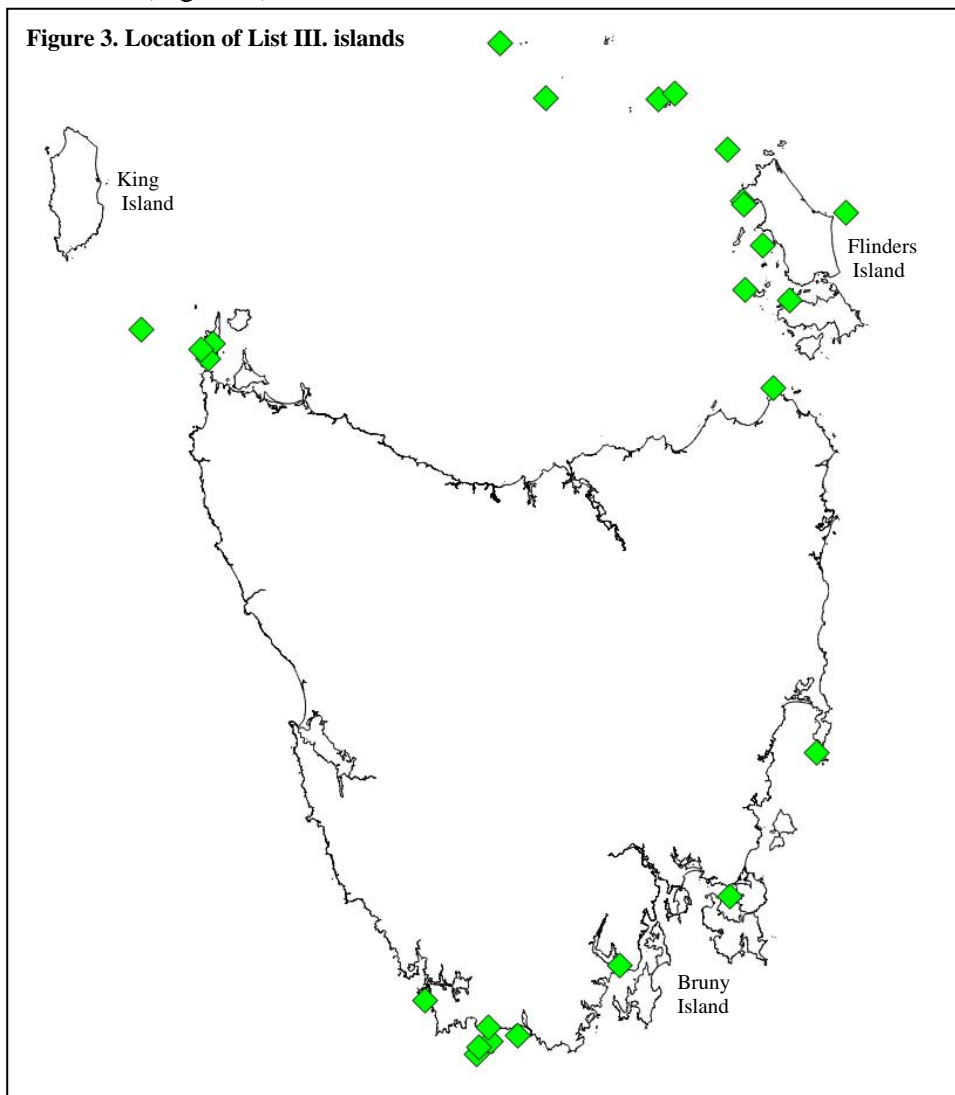 Figure 3. Location of List III. islands
King
Island
Flinders
Island
Bruny
Island